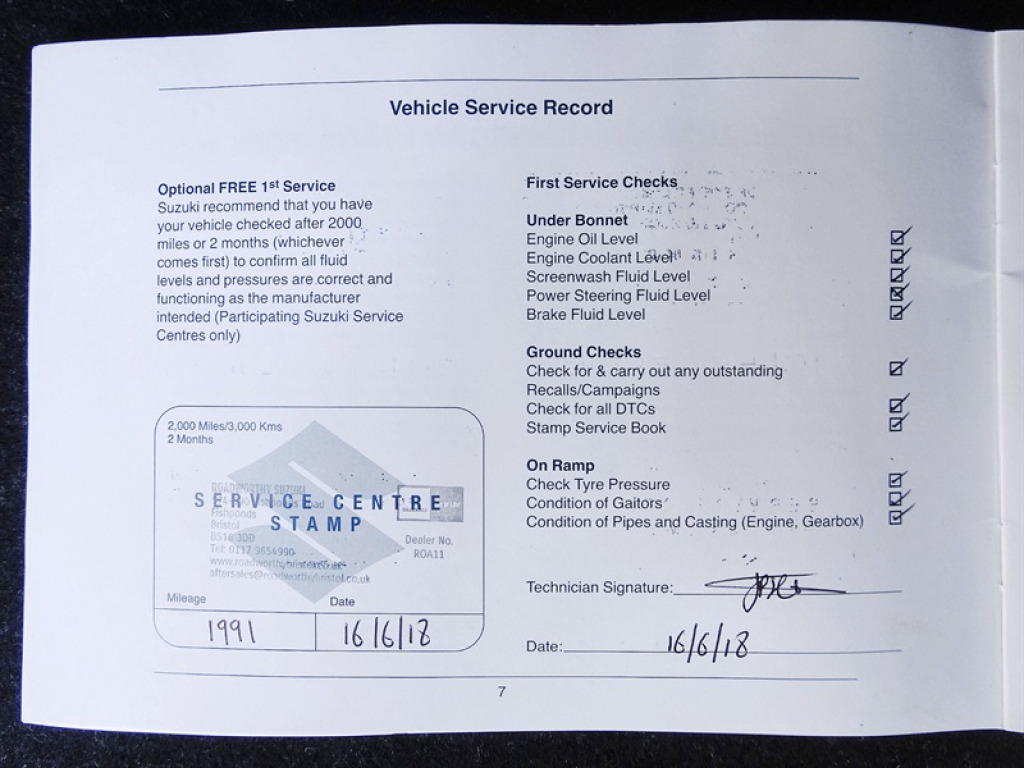 Vehicle Service Record
Optional FREE 1st Service
Suzuki recommend that you have
your vehicle checked after 2000
miles or 2 months (whichever
comes first) to confirm all fluid
levels and pressures are correct and
functioning as the manufacturer
intended (Participating Suzuki Service
Centres only)
2,000 Miles/3,000 Kms
2 Months
ROADWORTHY SUZUKI
SERVICE CENTRE
STAMP
Fishponds
Bristol
BS16 3DD
Tel: 0117 9654990
Dealer No.
ROA11
Mileage
Date
1991
16/6/18
First Service Checks
Under Bonnet
Engine Oil Level
Engine Coolant Level
Screenwash Fluid Level
Power Steering Fluid Level
Brake Fluid Level
Ground Checks
Check for & carry out any outstanding
Recalls/Campaigns
Check for all DTCs
Stamp Service Book
On Ramp
Check Tyre Pressure
Condition of Gaitors
Condition of Pipes and Casting (Engine, Gearbox)
Technician Signature:
Date: 16/6/18
7